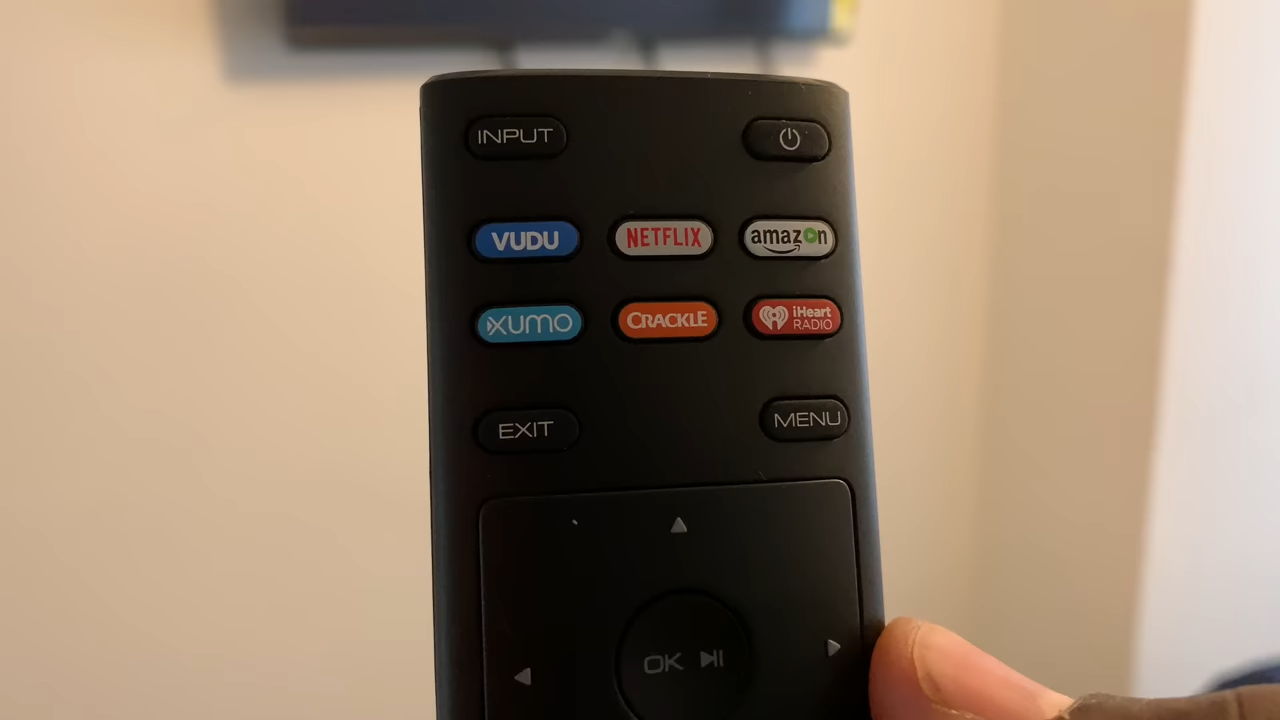 INPUT
VUDU NETFLIX amazon
XUMO CRACKLE iHeart
RADIO
EXIT MENU
OK